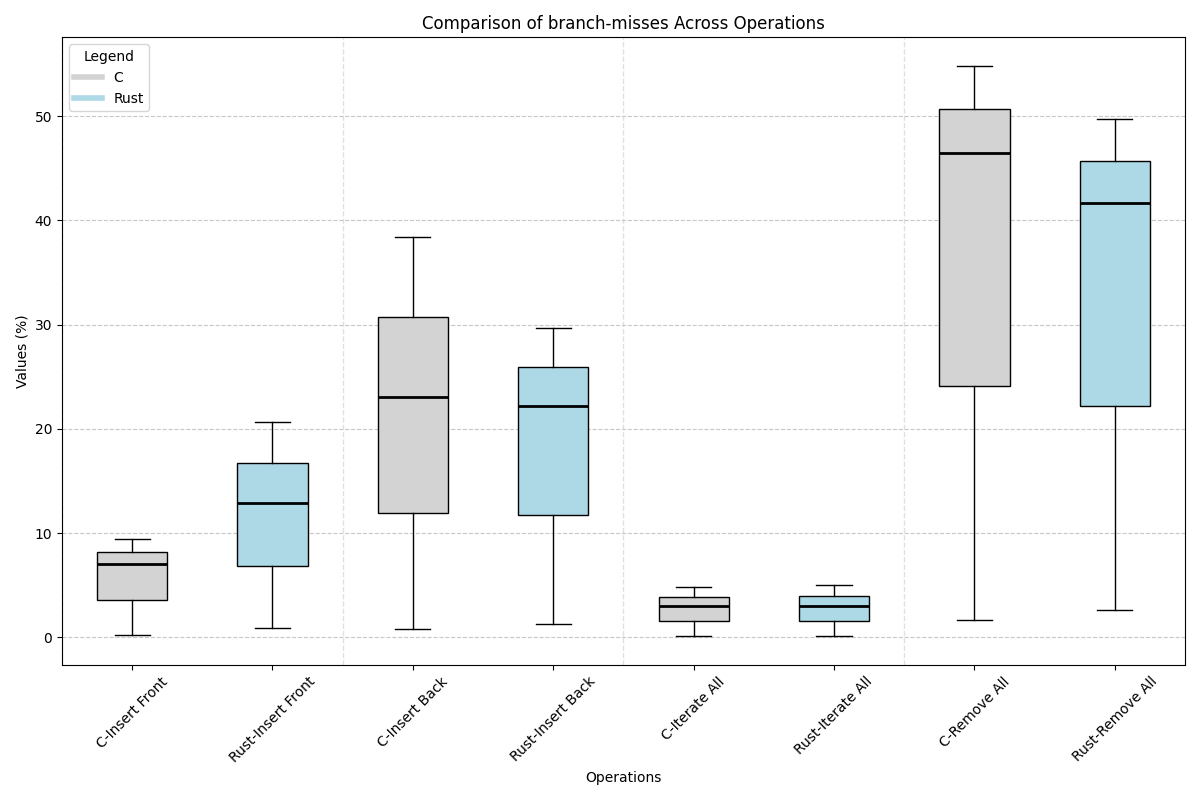 Comparison of branch-misses Across Operations
Legend
C
Rust
Values (%)
50
40
30
20
10
0
C-Insert Front
Rust-Insert Front
C-Insert Back
Rust-Insert Back
C-Iterate All
Rust-Iterate All
C-Remove All
Rust-Remove All
Operations